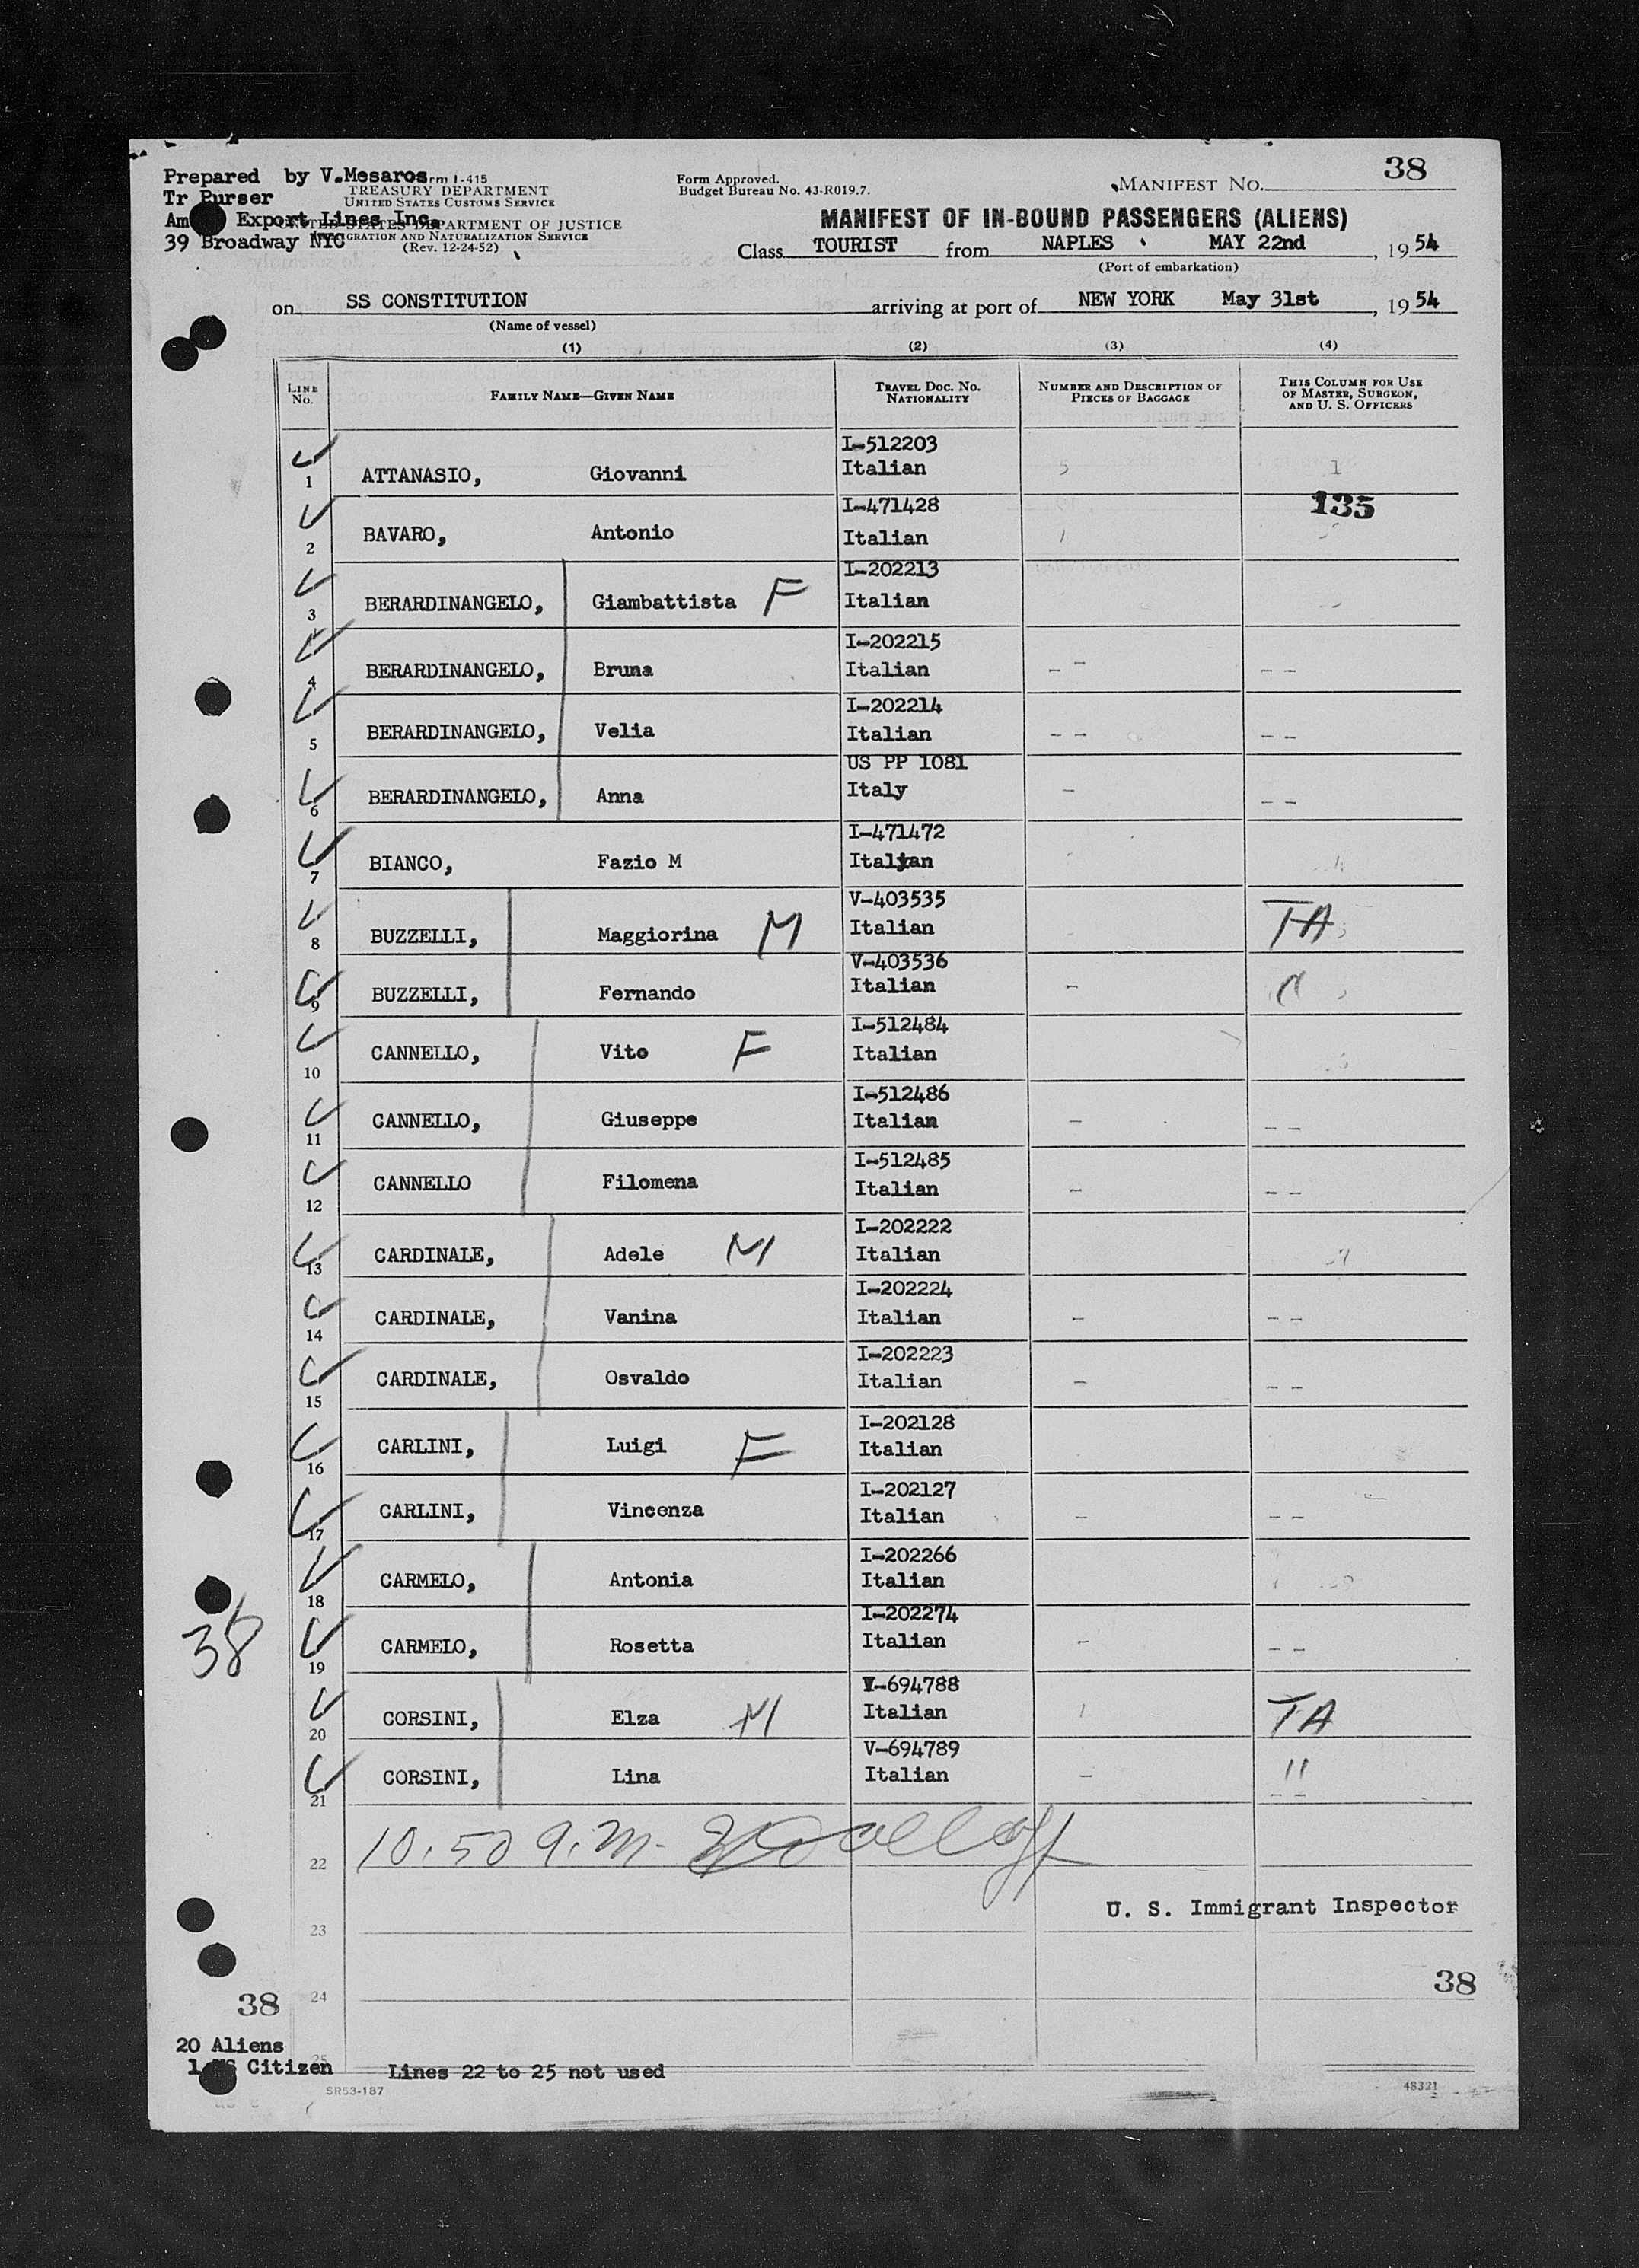 38
Prepared by V.Mesaros
Form I-415
TREASURY DEPARTMENT
UNITED STATES CUSTOMS SERVICE
Tr Purser
Am Export Lines Inc.
UNITED STATES DEPARTMENT OF JUSTICE
39 Broadway NYC
IMMIGRATION AND NATURALIZATION SERVICE
(Rev. 12-24-52)
Form Approved.
Budget Bureau No. 43-R019.7.
MANIFEST NO.
MANIFEST OF IN-BOUND PASSENGERS (ALIENS)
Class TOURIST from NAPLES MAY 22nd, 1954
(Port of embarkation)
on SS CONSTITUTION arriving at port of NEW YORK May 31st, 1954
(Name of vessel)
(1) (2) (3) (4)
LINE No. FAMILY NAME—GIVEN NAME TRAVEL DOC. NO. NATIONALITY NUMBER AND DESCRIPTION OF PIECES OF BAGGAGE THIS COLUMN FOR USE OF MASTER, SURGEON, AND U. S. OFFICERS
1 ATTANASIO, Giovanni I-512203 Italian 1
135
2 BAVARO, Antonio I-471428 Italian 1
3 BERARDINANGELO, Giambattista F I-202213 Italian
4 BERARDINANGELO, Bruna I-202215 Italian - - - -
5 BERARDINANGELO, Velia I-202214 Italian - - - -
6 BERARDINANGELO, Anna US PP 1081 Italy - - -
7 BIANCO, Fazio M I-471472 Italian
8 BUZZELLI, Maggiorina M V-403535 Italian TA
9 BUZZELLI, Fernando V-403536 Italian -
10 CANNELLO, Vito F I-512484 Italian
11 CANNELLO, Giuseppe I-512486 Italian - - -
12 CANNELLO Filomena I-512485 Italian - - -
13 CARDINALE, Adele M I-202222 Italian
14 CARDINALE, Vanina I-202224 Italian - - -
15 CARDINALE, Osvaldo I-202223 Italian - - -
16 CARLINI, Luigi F I-202128 Italian
17 CARLINI, Vincenza I-202127 Italian - - -
18 CARMELO, Antonia I-202266 Italian
19 CARMELO, Rosetta I-202274 Italian - - -
20 CORSINI, Elza M V-694788 Italian 1 TA
21 CORSINI, Lina V-694789 Italian - " - -
22 10.50 a.m.
U. S. Immigrant Inspector
23
24
25
38
38
38
20 Aliens
1 US Citizen
Lines 22 to 25 not used
SR53-187
48321